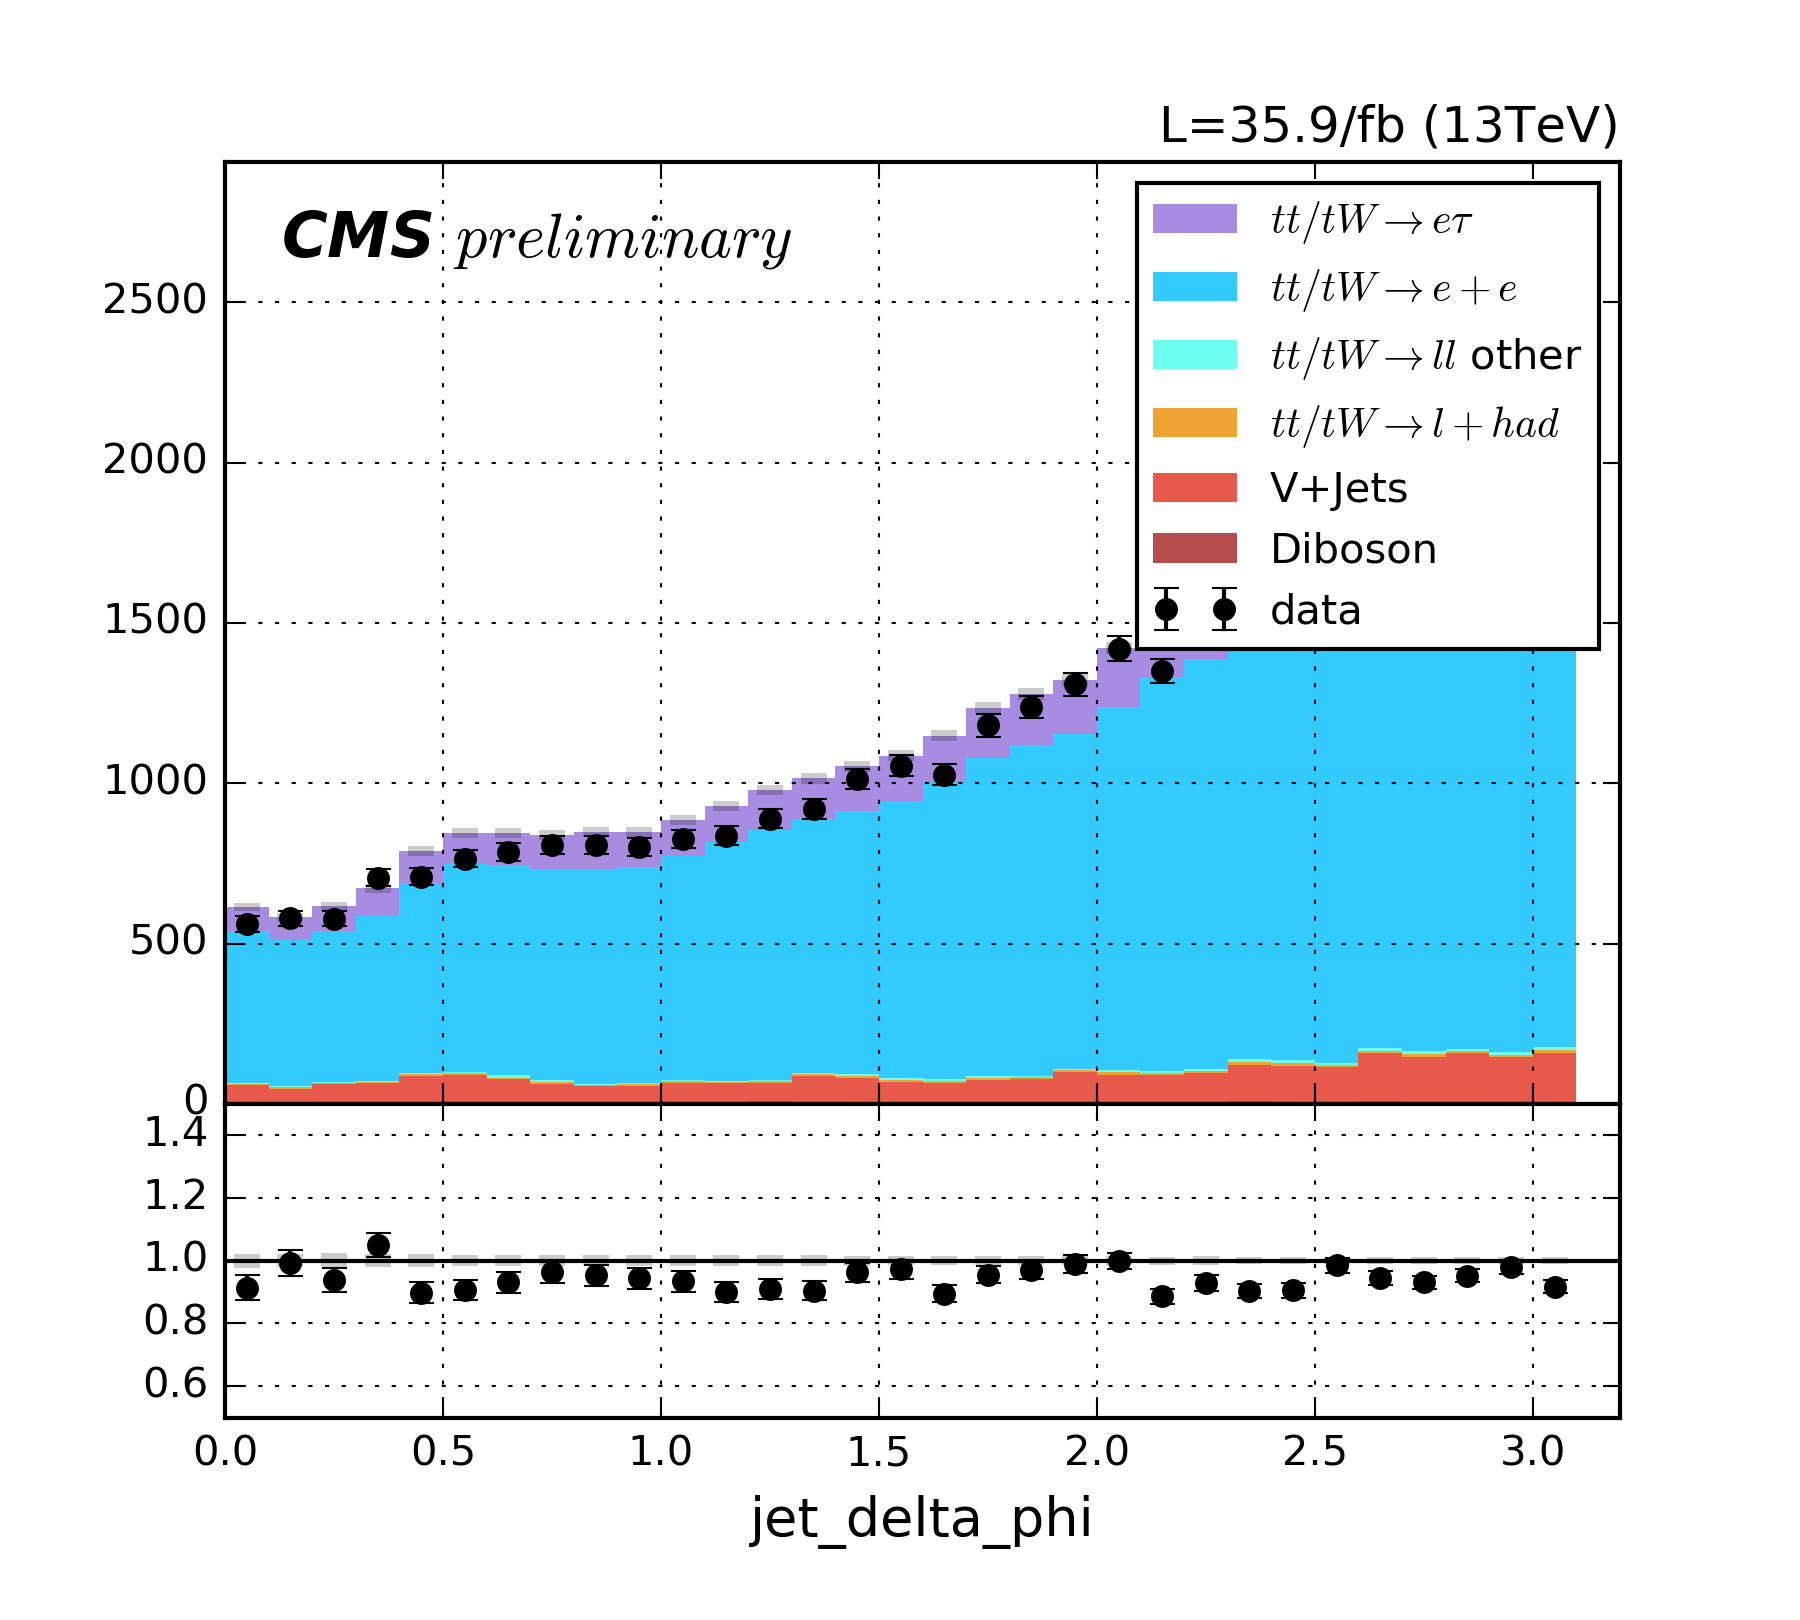 L=35.9/fb (13TeV)
CMS preliminary
tt/tW→eτ
tt/tW→e+e
tt/tW→ll other
tt/tW→l+had
V+Jets
Diboson
data
2500
2000
1500
1000
500
0
1.4
1.2
1.0
0.8
0.6
0.0 0.5 1.0 1.5 2.0 2.5 3.0
jet_delta_phi